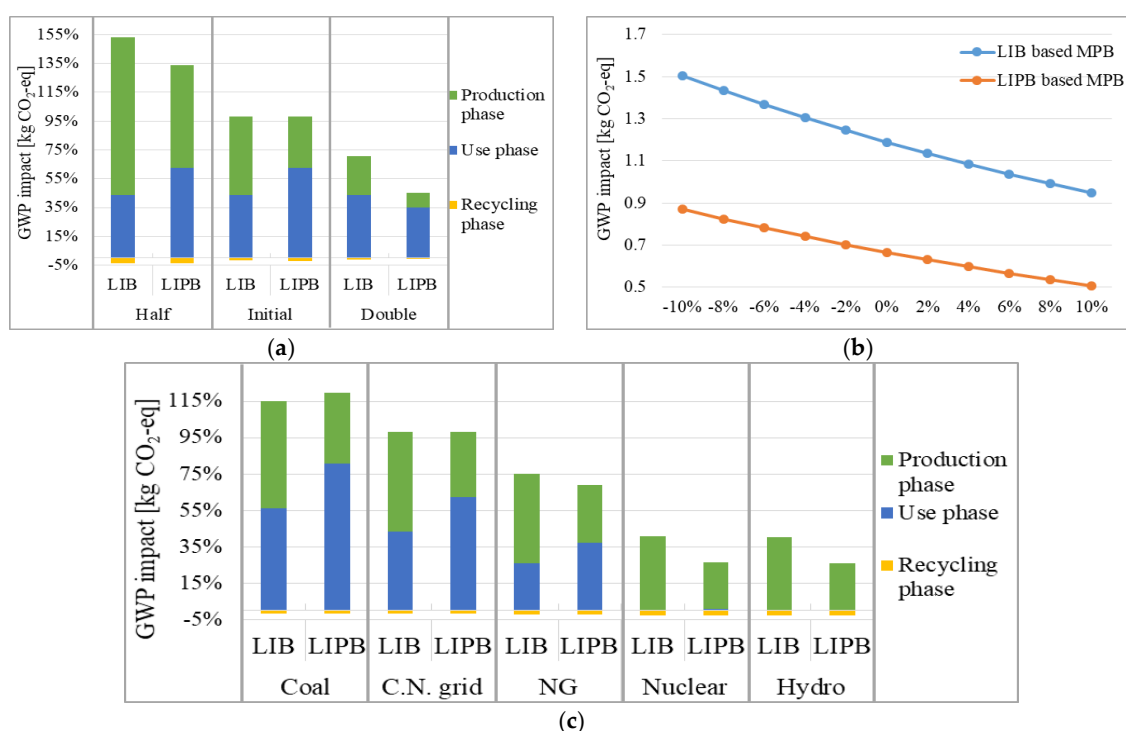 GWP impact [kg CO₂-eq]
155%
135%
115%
95%
75%
55%
35%
15%
-5%
LIB LIPB LIB LIPB LIB LIPB
Half Initial Double
Production phase
Use phase
Recycling phase
(a)
GWP impact [kg CO₂-eq]
1.7
1.5
1.3
1.1
0.9
0.7
0.5
LIB based MPB
LIPB based MPB
-10% -8% -6% -4% -2% 0% 2% 4% 6% 8% 10%
(b)
GWP impact [kg CO₂-eq]
115%
95%
75%
55%
35%
15%
-5%
LIB LIPB LIB LIPB LIB LIPB LIB LIPB LIB LIPB
Coal C.N. grid NG Nuclear Hydro
Production
phase
Use phase
Recycling
phase
(c)